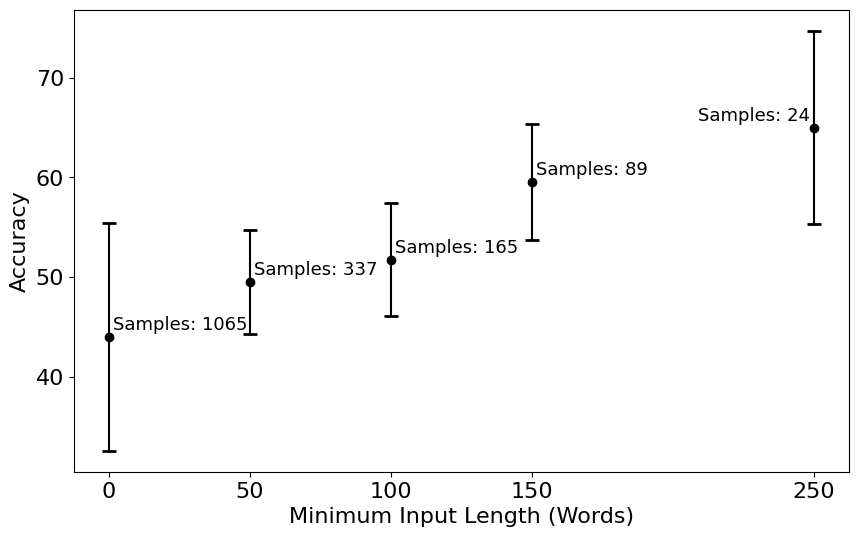 70
60
50
40
Accuracy
Samples: 24
Samples: 89
Samples: 165
Samples: 337
Samples: 1065
0 50 100 150 250
Minimum Input Length (Words)